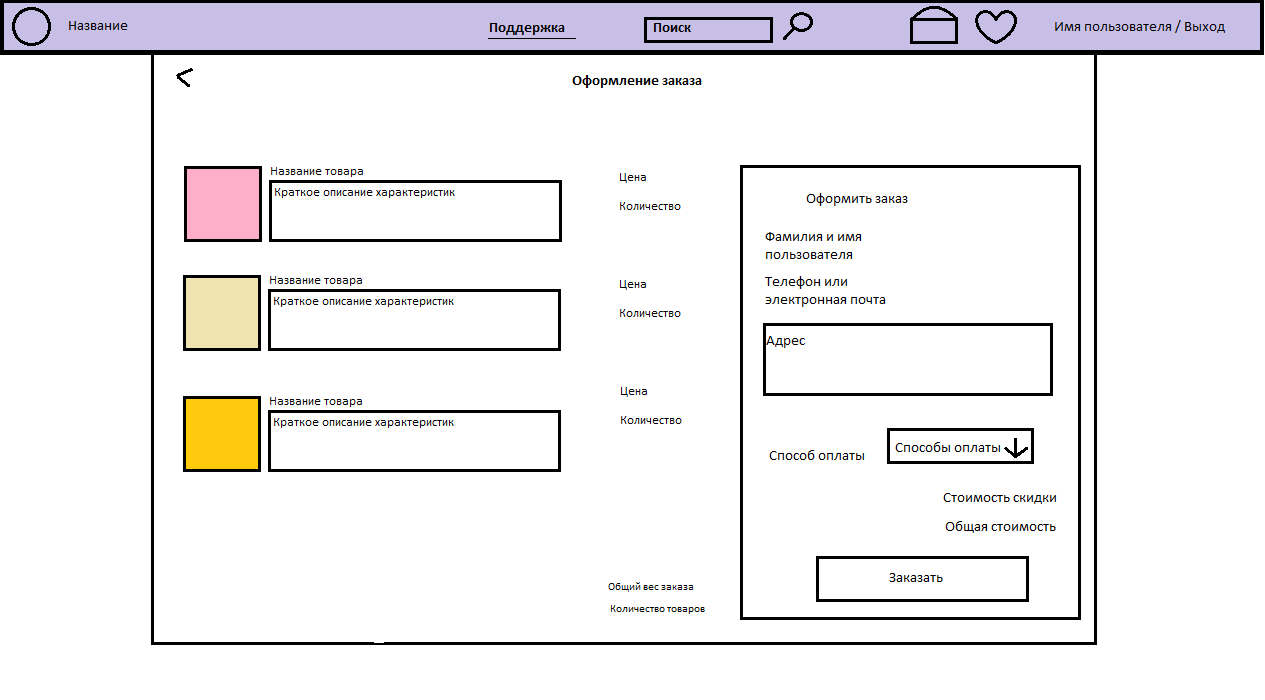 Название
Поддержка
Поиск
Имя пользователя / Выход
Оформление заказа
Название товара
Краткое описание характеристик
Цена
Количество
Название товара
Краткое описание характеристик
Цена
Количество
Название товара
Краткое описание характеристик
Цена
Количество
Общий вес заказа
Количество товаров
Оформить заказ
Фамилия и имя
пользователя
Телефон или
электронная почта
Адрес
Способ оплаты
Способы оплаты
Стоимость скидки
Общая стоимость
Заказать